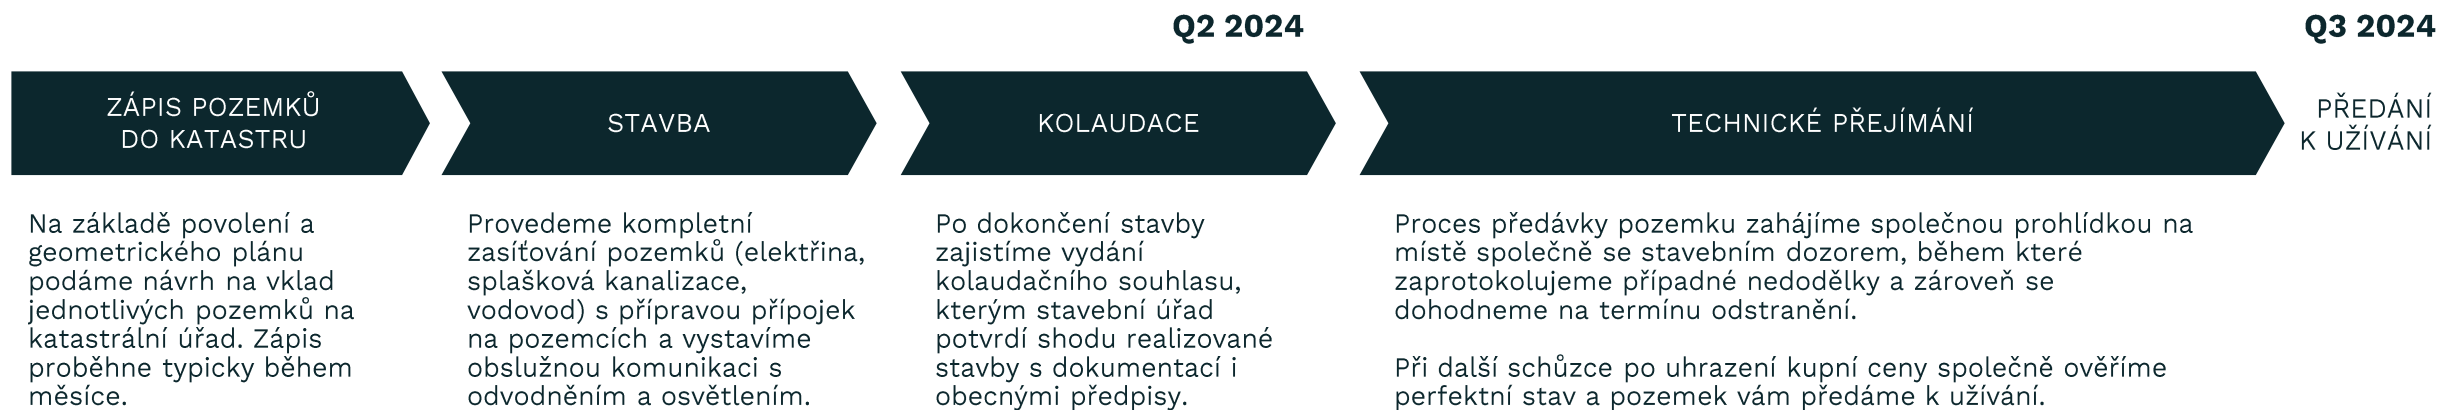 Q2 2024
Q3 2024
ZÁPIS POZEMKŮ
DO KATASTRU
STAVBA
KOLAUDACE
TECHNICKÉ PŘEJÍMÁNÍ
PŘEDÁNÍ
K UŽÍVÁNÍ
Na základě povolení a
geometrického plánu
podáme návrh na vklad
jednotlivých pozemků na
katastrální úřad. Zápis
proběhne typicky během
měsíce.
Provedeme kompletní
zasíťování pozemků (elektřina,
splašková kanalizace,
vodovod) s přípravou přípojek
na pozemcích a vystavíme
obslužnou komunikaci s
odvodněním a osvětlením.
Po dokončení stavby
zajistíme vydání
kolaudačního souhlasu,
kterým stavební úřad
potvrdí shodu realizované
stavby s dokumentací i
obecnými předpisy.
Proces předávky pozemku zahájíme společnou prohlídkou na
místě společně se stavebním dozorem, během které
zaprotokolujeme případné nedodělky a zároveň se
dohodneme na termínu odstranění.
Při další schůzce po uhrazení kupní ceny společně ověříme
perfektní stav a pozemek vám předáme k užívání.